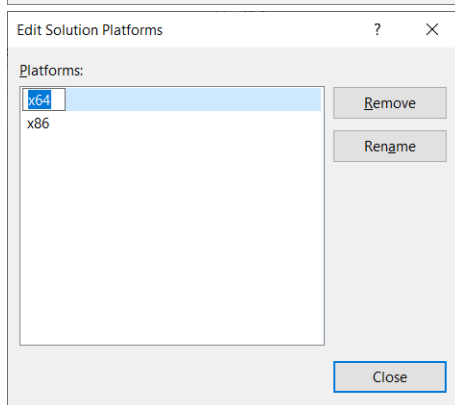 Edit Solution Platforms ? ×
Platforms:
x64
x86
Remove
Rename
Close